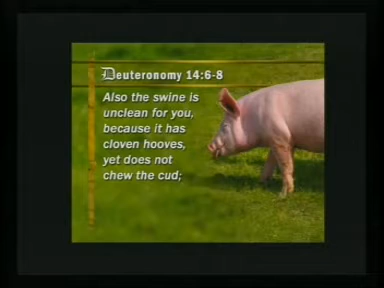 Deuteronomy 14:6-8
Also the swine is
unclean for you,
because it has
cloven hooves,
yet does not
chew the cud;